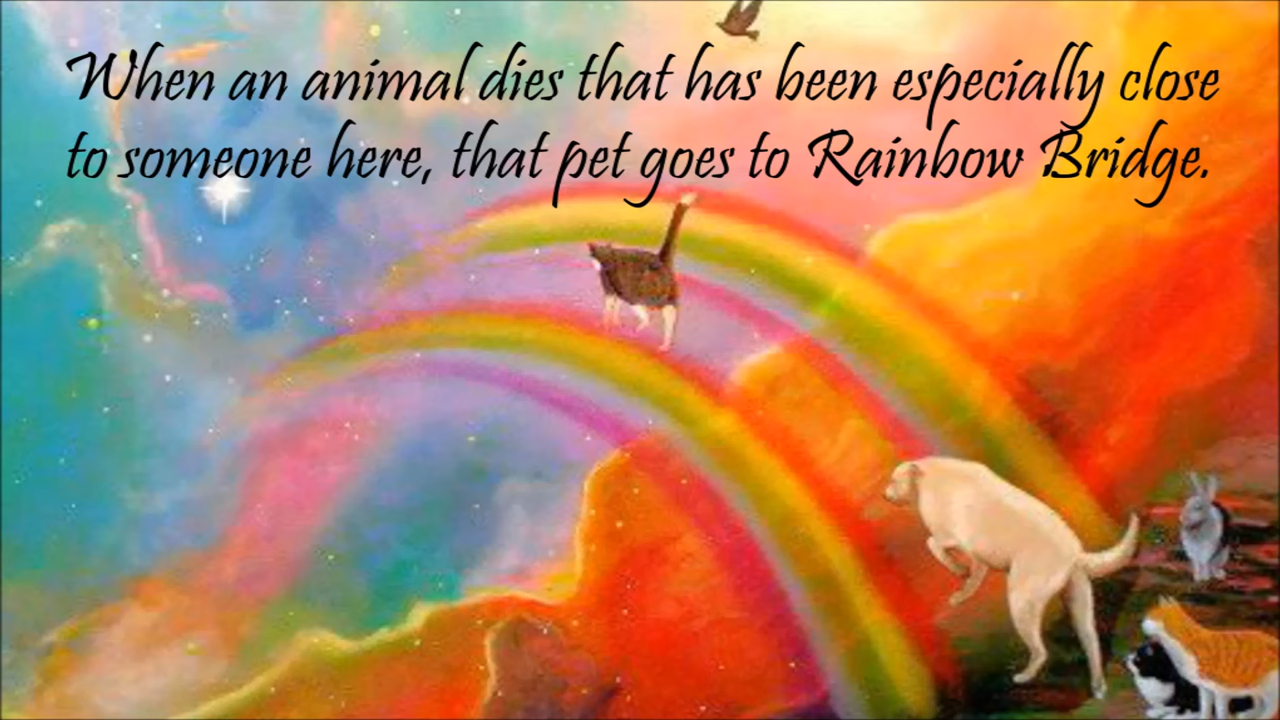 When an animal dies that has been especially close
to someone here, that pet goes to Rainbow Bridge.